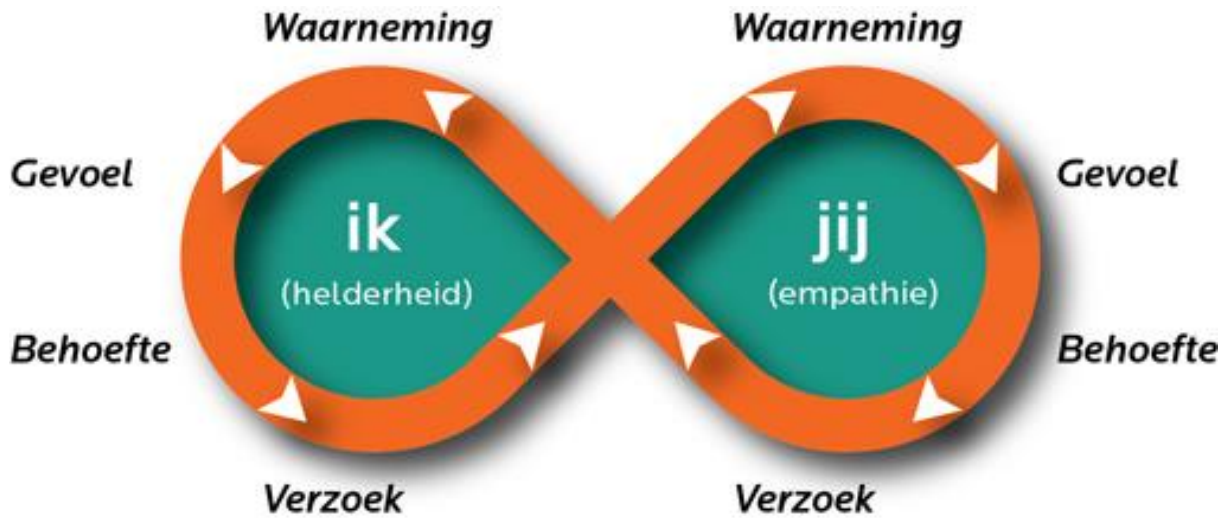 Waarneming
Waarneming
Gevoel
Gevoel
ik
(helderheid)
jij
(empathie)
Behoefte
Behoefte
Verzoek
Verzoek